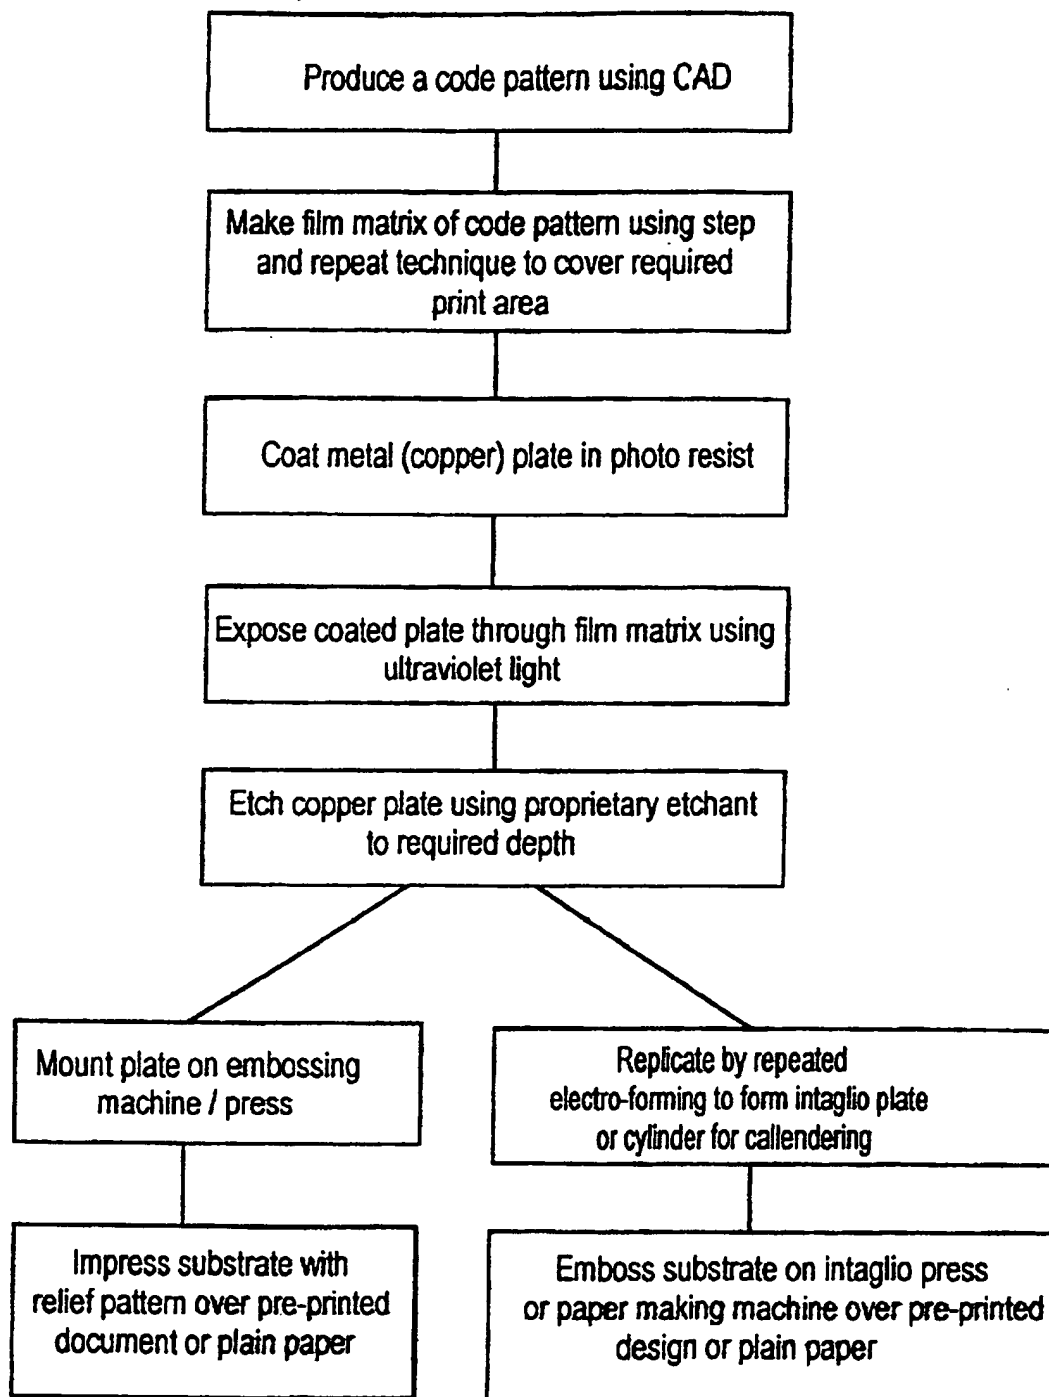 Produce a code pattern using CAD
Make film matrix of code pattern using step
and repeat technique to cover required
print area
Coat metal (copper) plate in photo resist
Expose coated plate through film matrix using
ultraviolet light
Etch copper plate using proprietary etchant
to required depth
Mount plate on embossing
machine / press
Replicate by repeated
electro-forming to form intaglio plate
or cylinder for callendering
Impress substrate with
relief pattern over pre-printed
document or plain paper
Emboss substrate on intaglio press
or paper making machine over pre-printed
design or plain paper